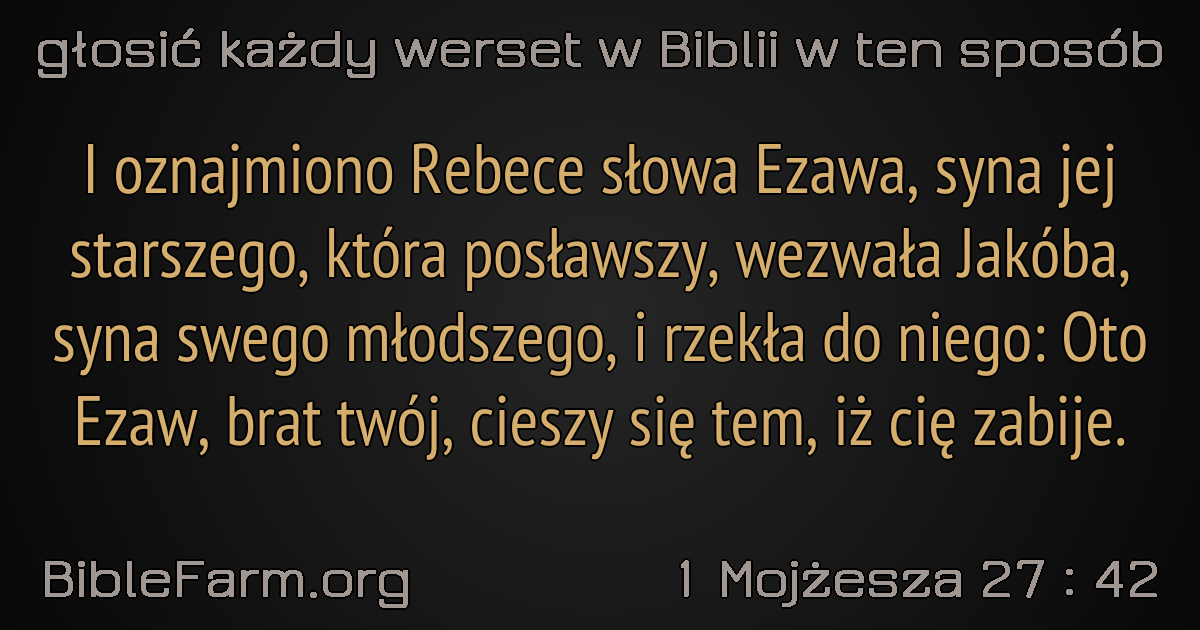 głosić każdy werset w Biblii w ten sposób
I oznajmiono Rebece słowa Ezawa, syna jej
starszego, która posławszy, wezwała Jakóba,
syna swego młodszego, i rzekła do niego: Oto
Ezaw, brat twój, cieszy się tem, iż cię zabije.
BibleFarm.org
1 Mojżesza 27 : 42